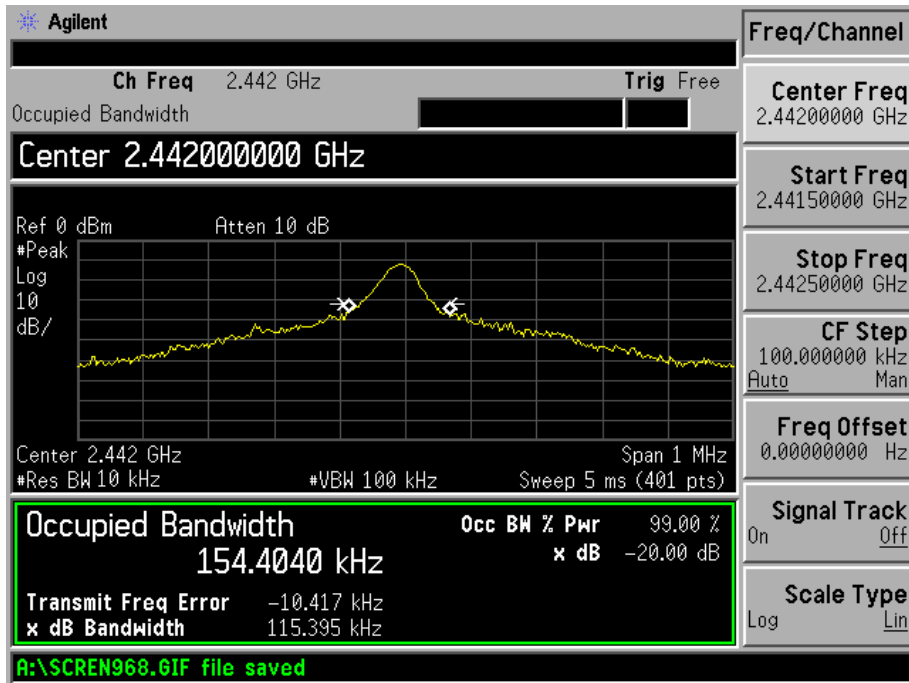 Agilent
Freq/Channel
Ch Freq 2.442 GHz Trig Free
Occupied Bandwidth
Center 2.442000000 GHz
Center Freq
2.44200000 GHz
Start Freq
2.44150000 GHz
Stop Freq
2.44250000 GHz
CF Step
100.000000 kHz
Auto Man
Freq Offset
0.00000000 Hz
Signal Track
On Off
Scale Type
Log Lin
Ref 0 dBm Atten 10 dB
#Peak
Log
10
dB/
Center 2.442 GHz Span 1 MHz
#Res BW 10 kHz #VBW 100 kHz Sweep 5 ms (401 pts)
Occupied Bandwidth Occ BW % Pwr 99.00 %
154.4040 kHz x dB -20.00 dB
Transmit Freq Error -10.417 kHz
x dB Bandwidth 115.395 kHz
A:\SCREN968.GIF file saved